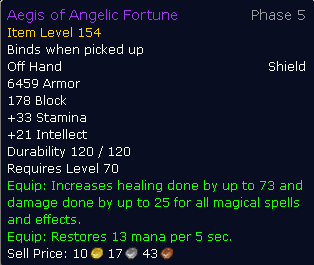 Aegis of Angelic Fortune Phase 5
Item Level 154
Binds when picked up
Off Hand Shield
6459 Armor
178 Block
+33 Stamina
+21 Intellect
Durability 120 / 120
Requires Level 70
Equip: Increases healing done by up to 73 and
damage done by up to 25 for all magical spells
and effects.
Equip: Restores 13 mana per 5 sec.
Sell Price: 10 17 43